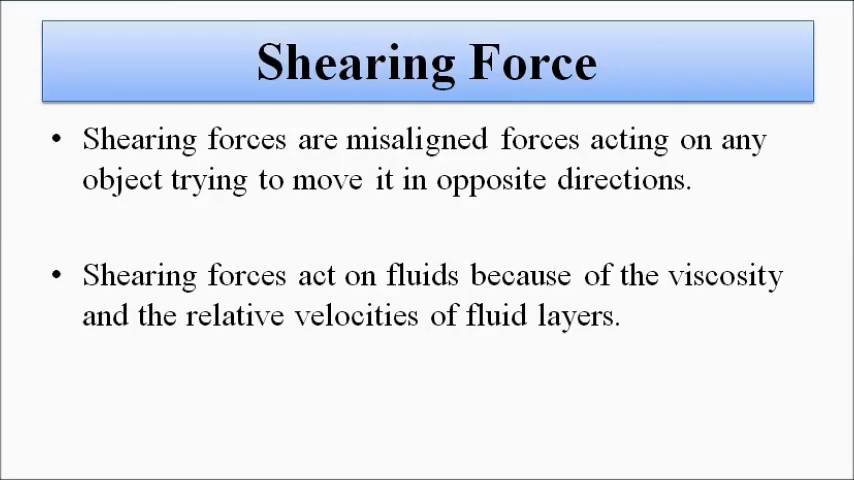 Shearing Force
• Shearing forces are misaligned forces acting on any
object trying to move it in opposite directions.
• Shearing forces act on fluids because of the viscosity
and the relative velocities of fluid layers.